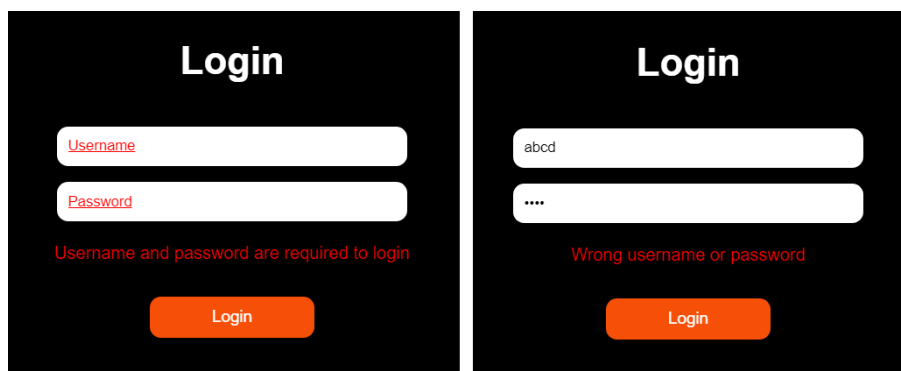 Login
Username
Password
Username and password are required to login
Login
Login
abcd
••••
Wrong username or password
Login